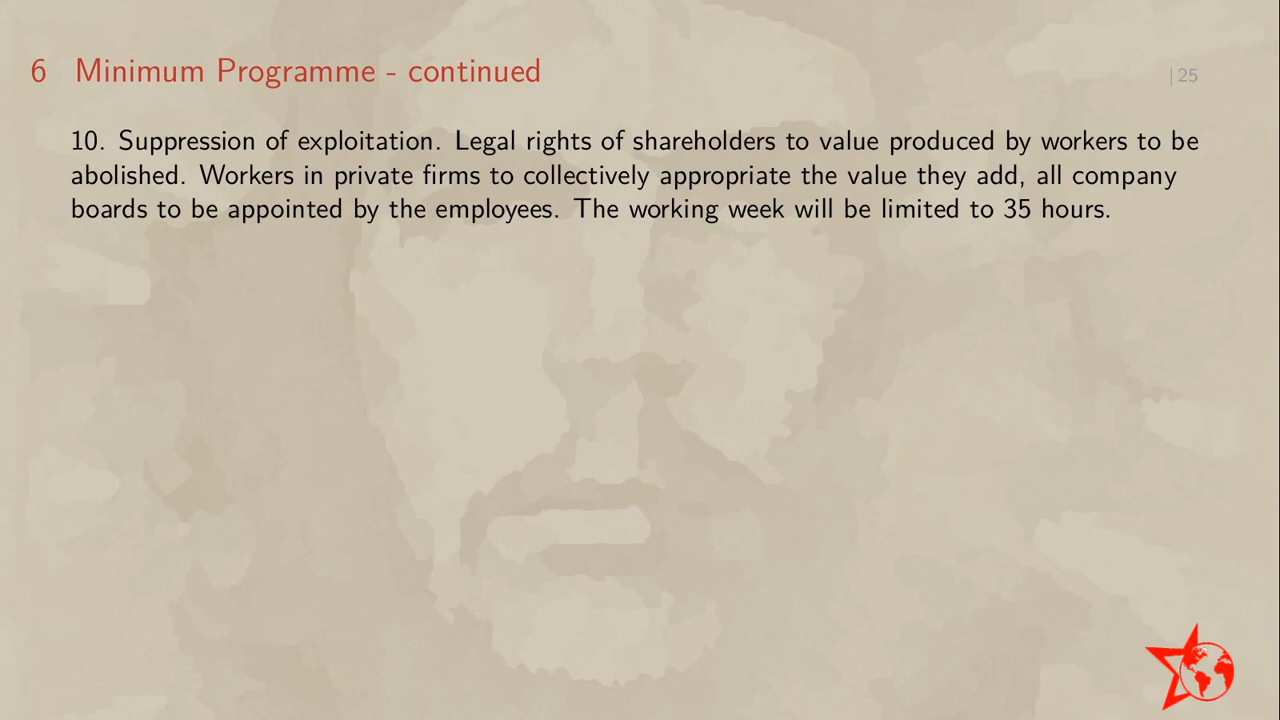 6 Minimum Programme - continued
| 25
10. Suppression of exploitation. Legal rights of shareholders to value produced by workers to be
abolished. Workers in private firms to collectively appropriate the value they add, all company
boards to be appointed by the employees. The working week will be limited to 35 hours.